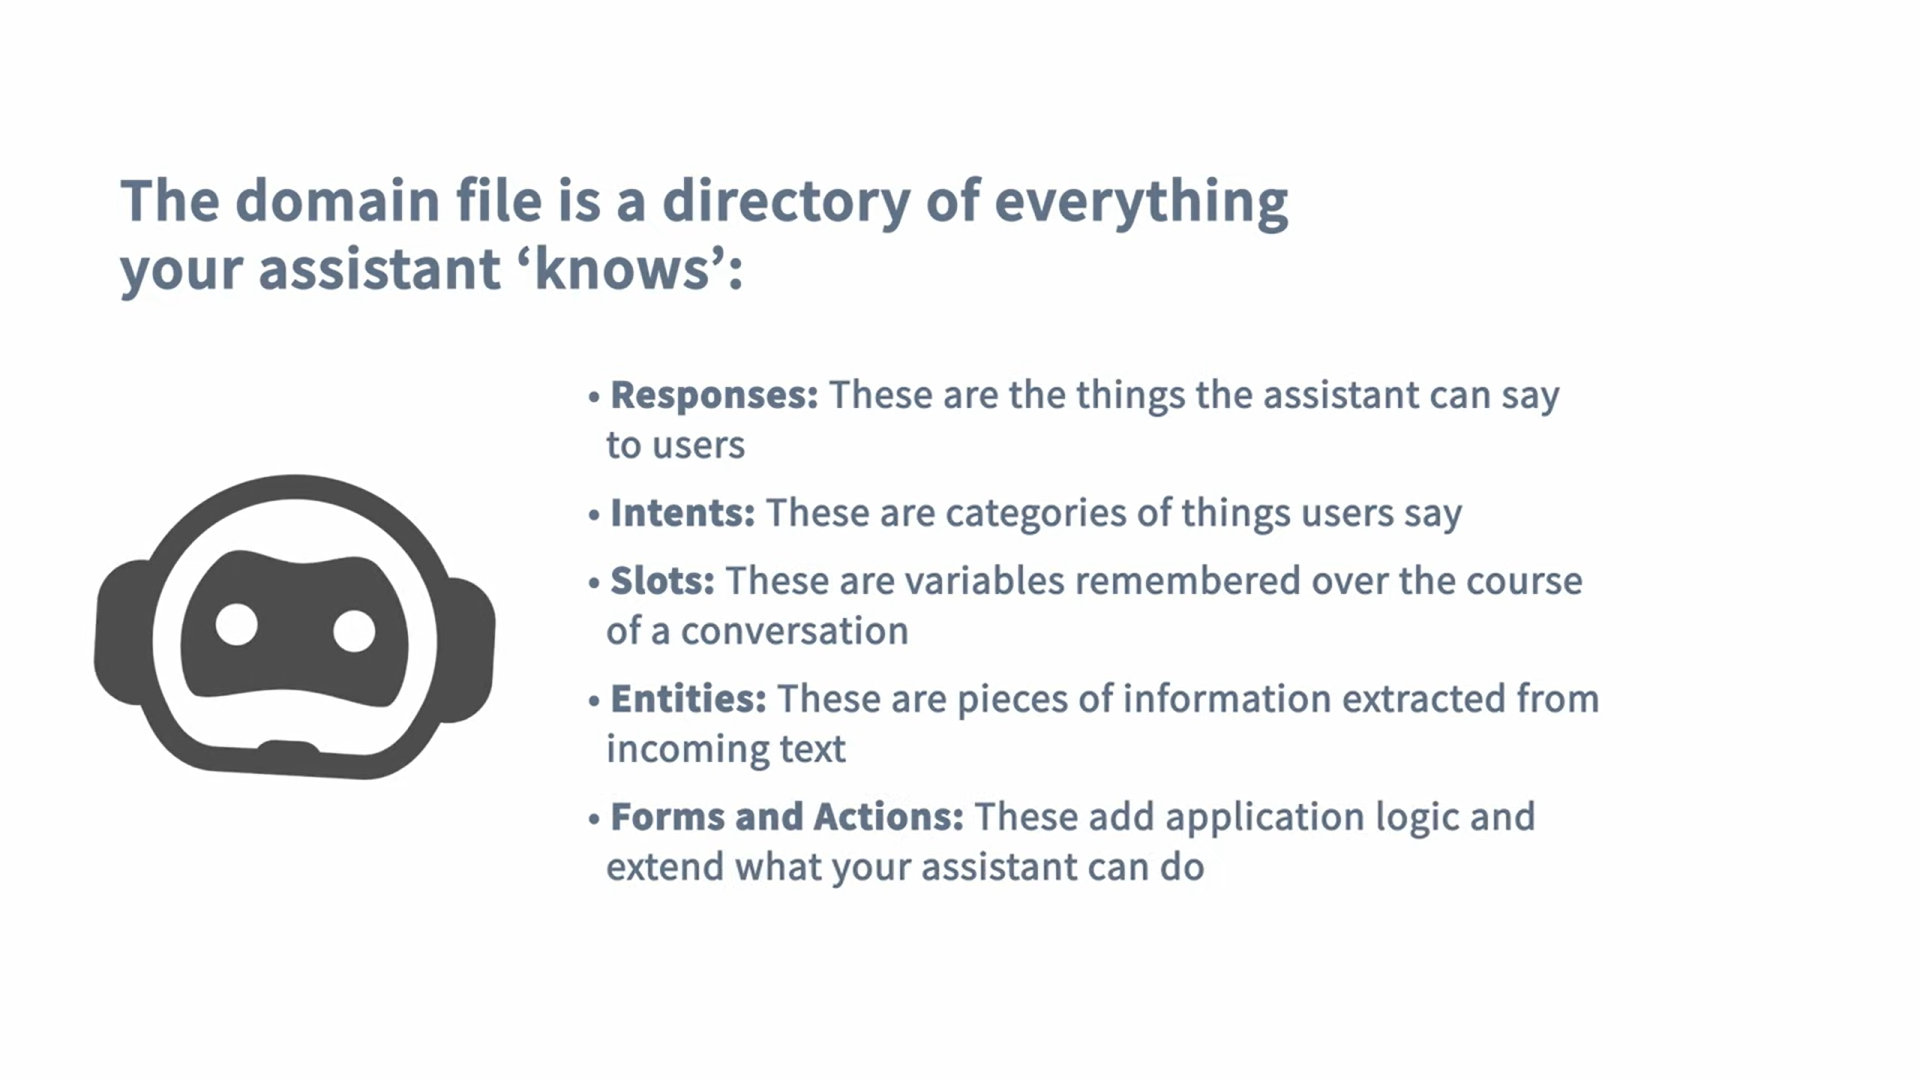 The domain file is a directory of everything
your assistant ‘knows’:
• Responses: These are the things the assistant can say
to users
• Intents: These are categories of things users say
• Slots: These are variables remembered over the course
of a conversation
• Entities: These are pieces of information extracted from
incoming text
• Forms and Actions: These add application logic and
extend what your assistant can do